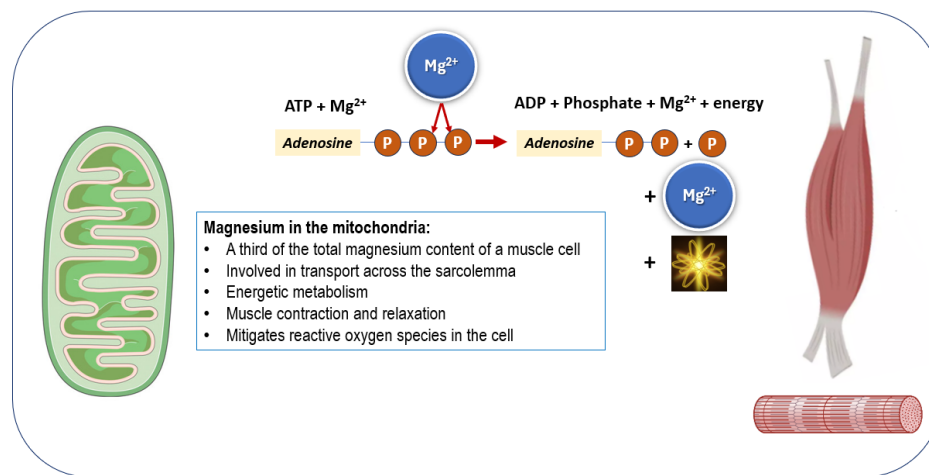 Mg²⁺
ATP + Mg²⁺
ADP + Phosphate + Mg²⁺ + energy
Adenosine P P P
Adenosine P P + P
+ Mg²⁺
+
Magnesium in the mitochondria:
• A third of the total magnesium content of a muscle cell
• Involved in transport across the sarcolemma
• Energetic metabolism
• Muscle contraction and relaxation
• Mitigates reactive oxygen species in the cell